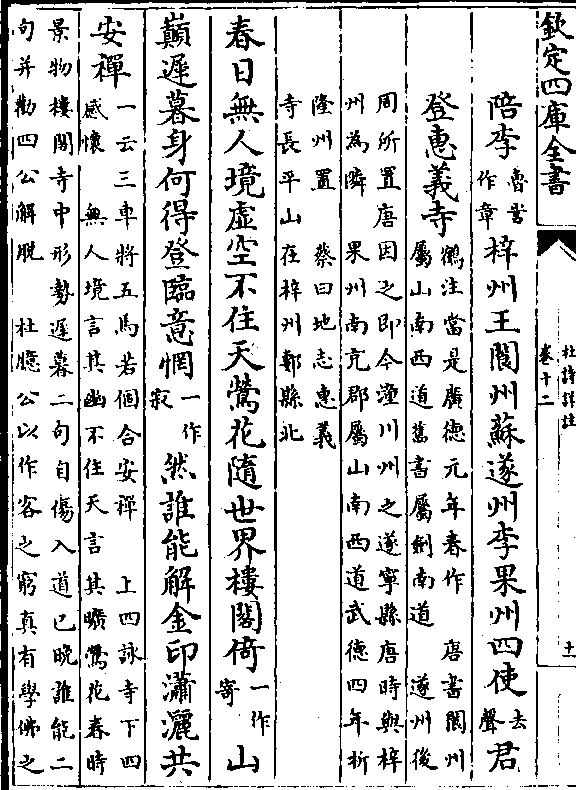 欽定四庫全書
杜詩詳註
卷十二
十一
陪李魯訔作章梓州王閬州蘇遂州李果州四使去聲君
登惠義寺
鶴注當是廣德元年春作　唐書閬州
屬山南西道舊書屬劍南道　遂州後
周所置唐因之即今潼川州之遂寧縣唐時與梓
州為隣　果州南充郡屬山南西道武德四年析
隆州置　蔡曰地志惠義
寺長平山在梓州郪縣北
春日無人境虛空不住天鶯花隨世界樓閣倚一作寄山
巔遲暮身何得登臨意惘一作寂然誰能解金印瀟灑共
安禪
一云三車將五馬若個合安禪　上四詠寺下四
感懷　無人境言其幽不住天言其曠鶯花春時
景物樓閣寺中形勢遲暮二句自傷入道已晚誰能二
句并勸四公解脫　杜臆公以作客之窮真有學佛之